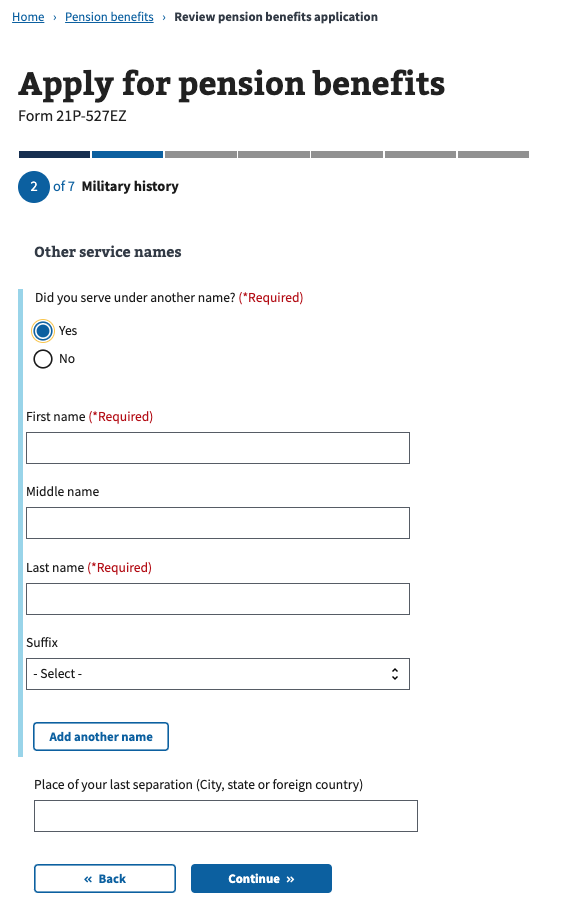 Home › Pension benefits › Review pension benefits application
Apply for pension benefits
Form 21P-527EZ
2 of 7 Military history
Other service names
Did you serve under another name? (*Required)
Yes
No
First name (*Required)
Middle name
Last name (*Required)
Suffix
- Select -
Add another name
Place of your last separation (City, state or foreign country)
« Back Continue »